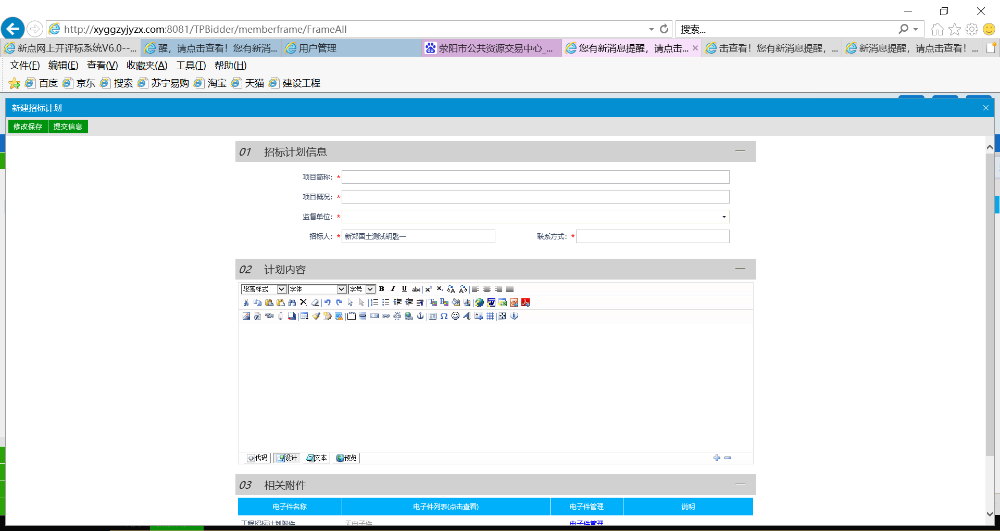 http://xyggzyjyzx.com:8081/TPBidder/memberframe/FrameAll
搜索...
新点网上开评标系统V6.0--...
醒，请点击查看！您有新消...
用户管理
荥阳市公共资源交易中心_...
您有新消息提醒，请点击...
击查看！您有新消息提醒，...
新消息提醒，请点击查看！...
文件(F) 编辑(E) 查看(V) 收藏夹(A) 工具(T) 帮助(H)
百度 京东 搜索 苏宁易购 淘宝 天猫 建设工程
新建招标计划
修改保存 提交信息
01 招标计划信息
项目简称：*
项目概况：*
监督单位：*
招标人：* 新郑国土测试钥匙一 联系方式：*
02 计划内容
段落样式 字体 字号
代码 设计 文本 预览
03 相关附件
电子件名称 电子件列表(点击查看) 电子件管理 说明
工程招标计划附件 无电子件 电子件管理